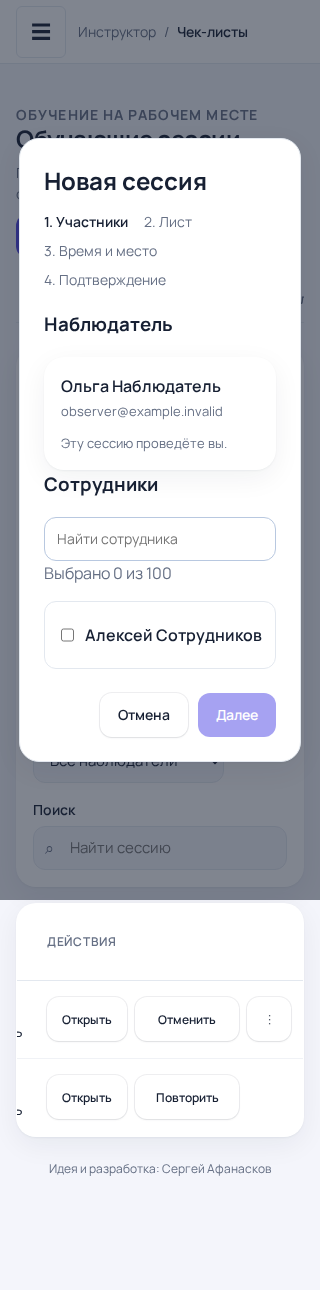 Инструктор / Чек-листы
ОБУЧЕНИЕ НА РАБОЧЕМ МЕСТЕ
Обучающие сессии
Новая сессия
1. Участники 2. Лист
3. Время и место
4. Подтверждение
Наблюдатель
Ольга Наблюдатель
observer@example.invalid
Эту сессию проведёте вы.
Сотрудники
Найти сотрудника
Выбрано 0 из 100
Алексей Сотрудников
Отмена Далее
Все наблюдатели
Поиск
Найти сессию
ДЕЙСТВИЯ
Открыть Отменить ⋮
Открыть Повторить
Идея и разработка: Сергей Афанасков